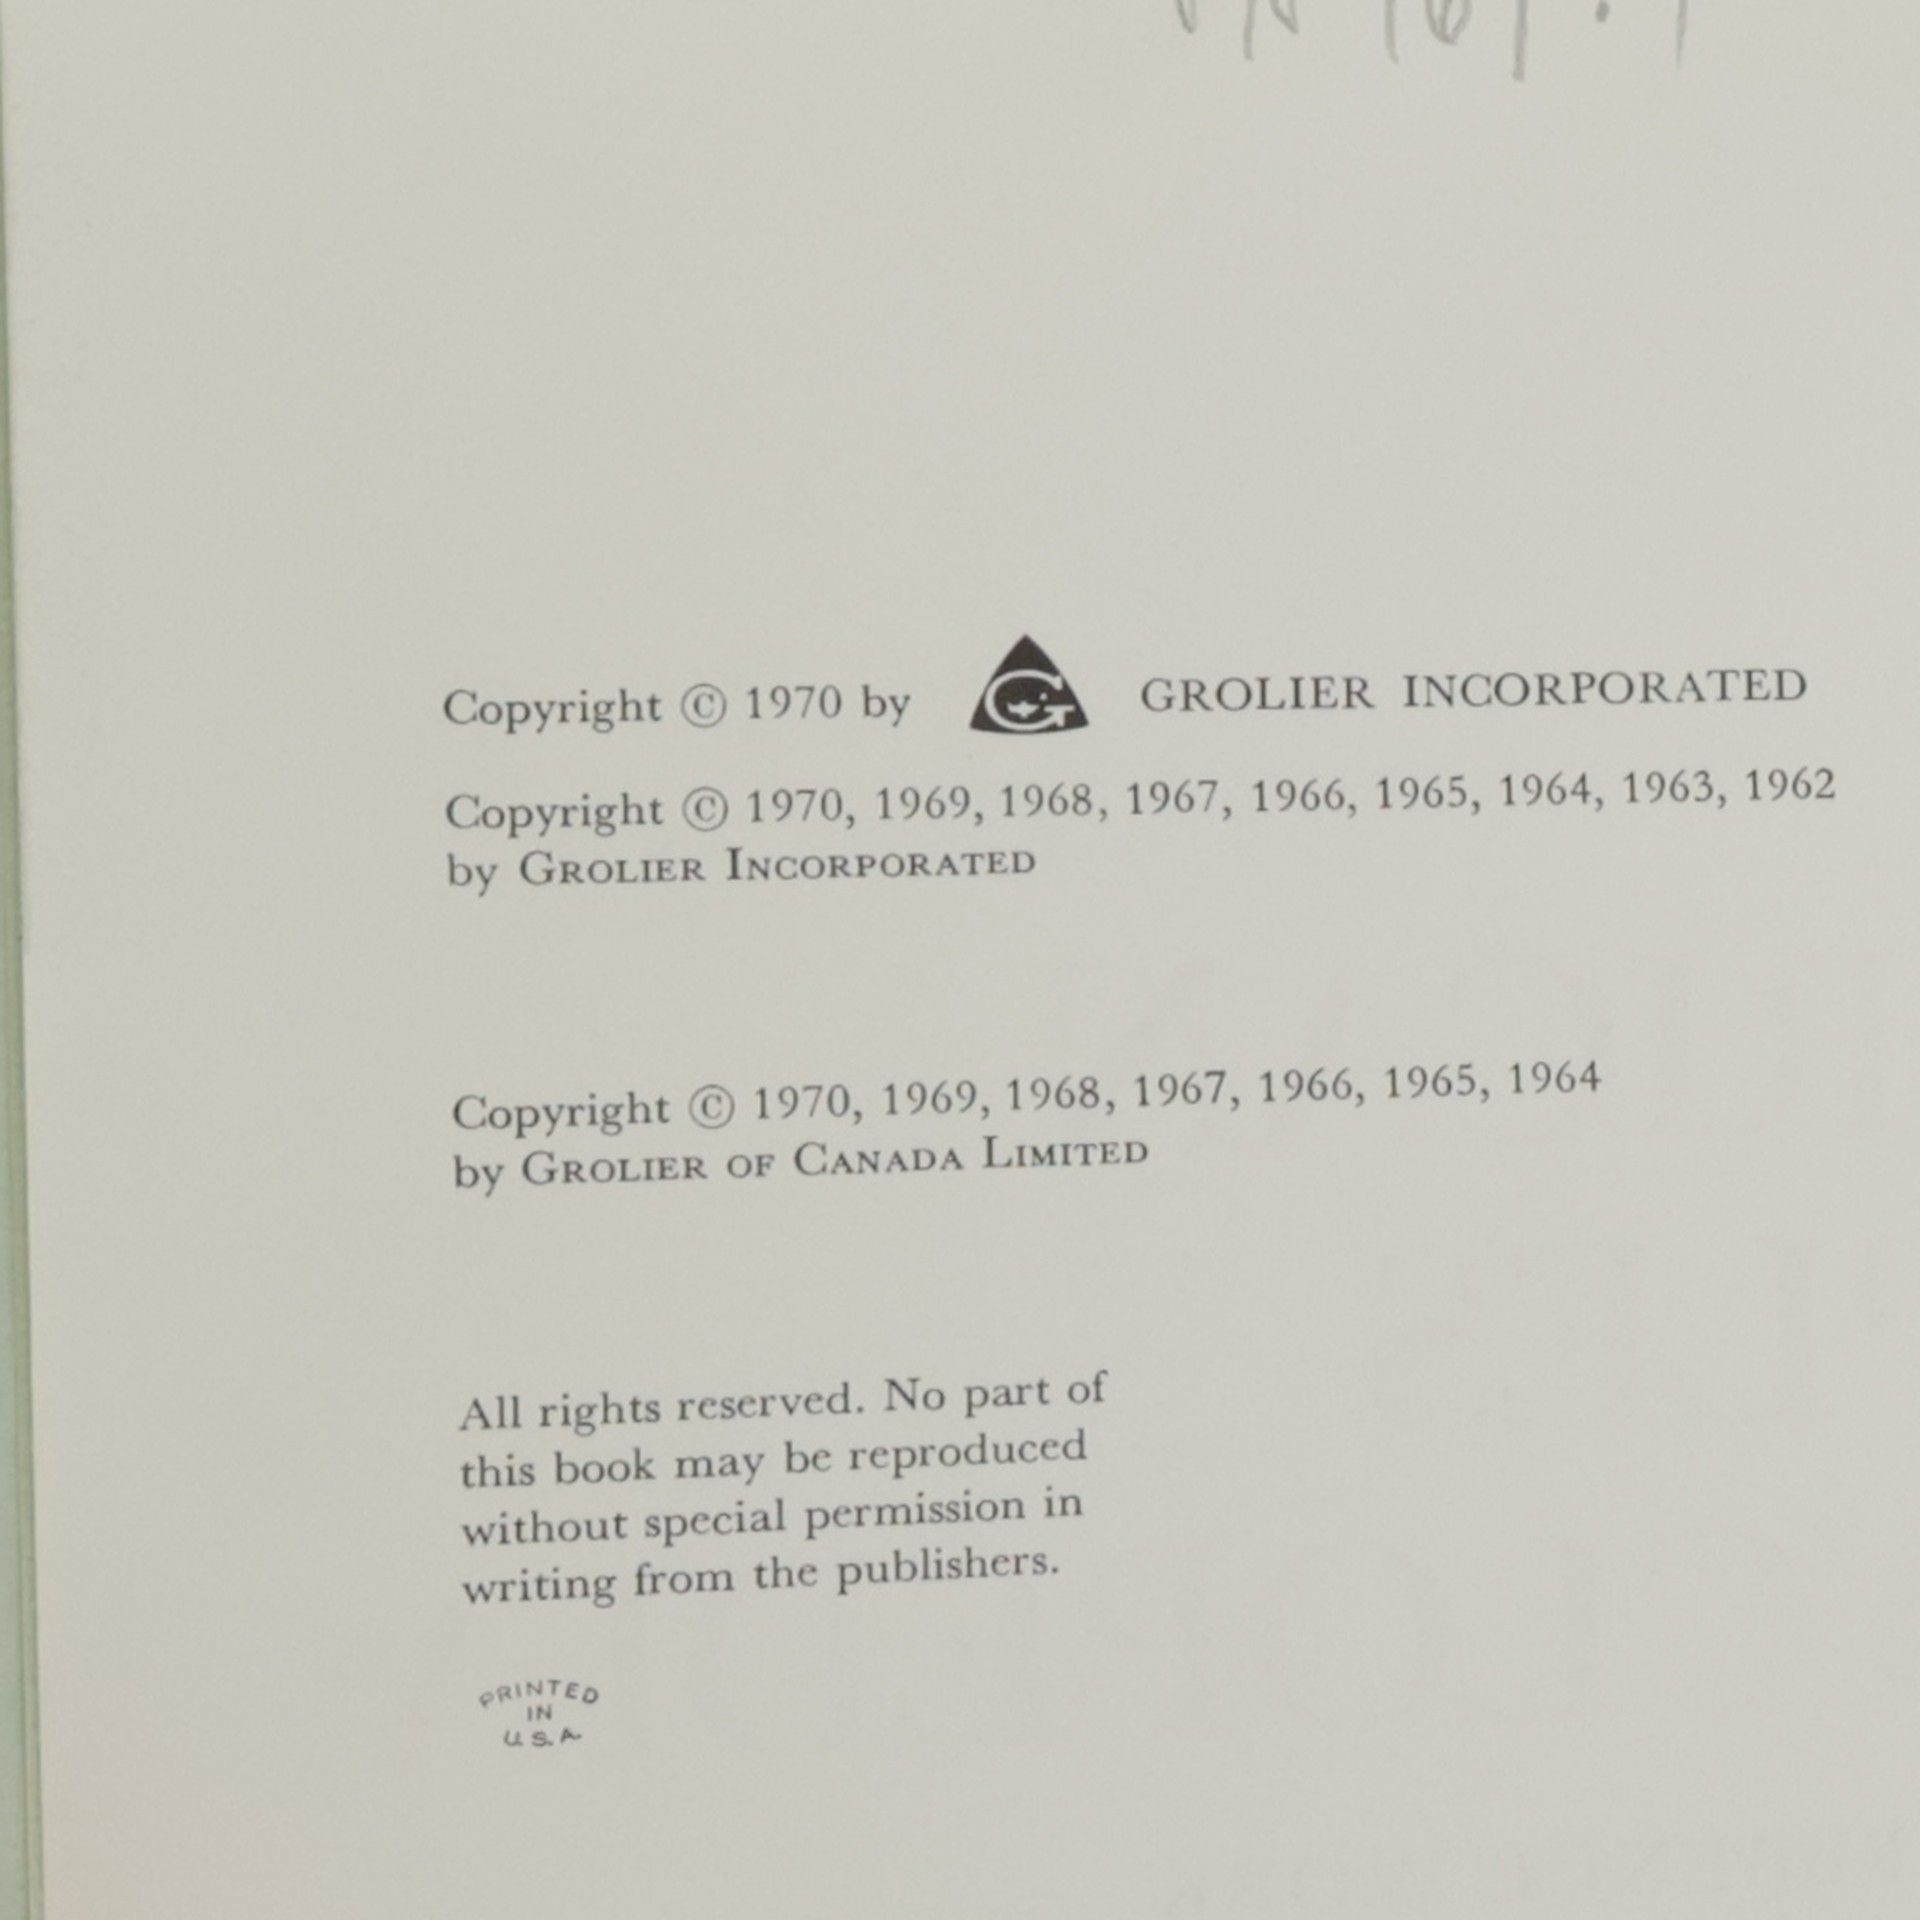 Copyright © 1970 by G GROLIER INCORPORATED
Copyright © 1970, 1969, 1968, 1967, 1966, 1965, 1964, 1963, 1962
by GROLIER INCORPORATED
Copyright © 1970, 1969, 1968, 1967, 1966, 1965, 1964
by GROLIER OF CANADA LIMITED
All rights reserved. No part of
this book may be reproduced
without special permission in
writing from the publishers.
PRINTED
IN
U.S.A